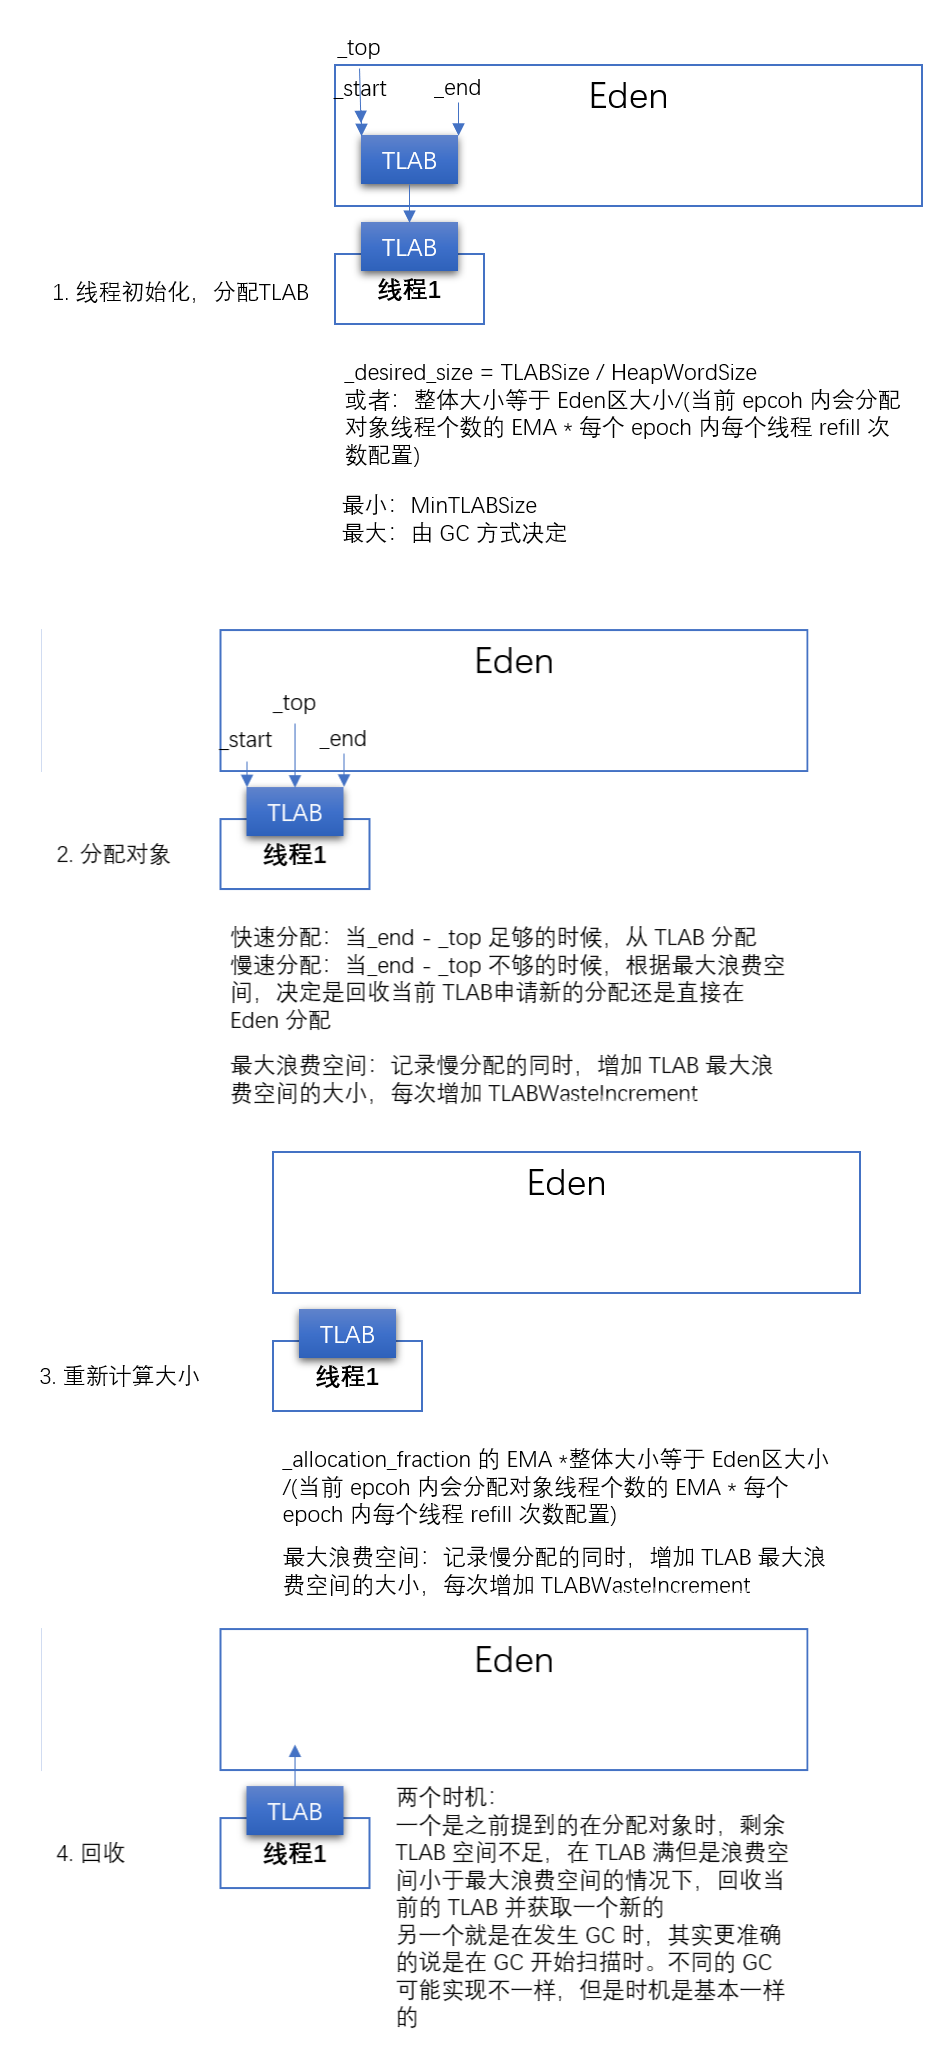 _top
_start
_end
Eden
TLAB
TLAB
线程1
1. 线程初始化，分配TLAB
_desired_size = TLABSize / HeapWordSize
或者：整体大小等于 Eden区大小/(当前 epcoh 内会分配
对象线程个数的 EMA * 每个 epoch 内每个线程 refill 次
数配置)
最小：MinTLABSize
最大：由 GC 方式决定
Eden
_top
_start
_end
TLAB
线程1
2. 分配对象
快速分配：当_end - _top 足够的时候，从 TLAB 分配
慢速分配：当_end - _top 不够的时候，根据最大浪费空
间，决定是回收当前 TLAB申请新的分配还是直接在
Eden 分配
最大浪费空间：记录慢分配的同时，增加 TLAB 最大浪
费空间的大小，每次增加 TLABWasteIncrement
Eden
TLAB
线程1
3. 重新计算大小
_allocation_fraction 的 EMA *整体大小等于 Eden区大小
/(当前 epcoh 内会分配对象线程个数的 EMA * 每个
epoch 内每个线程 refill 次数配置)
最大浪费空间：记录慢分配的同时，增加 TLAB 最大浪
费空间的大小，每次增加 TLABWasteIncrement
Eden
TLAB
线程1
4. 回收
两个时机：
一个是之前提到的在分配对象时，剩余
TLAB 空间不足，在 TLAB 满但是浪费空
间小于最大浪费空间的情况下，回收当
前的 TLAB 并获取一个新的
另一个就是在发生 GC 时，其实更准确
的说是在 GC 开始扫描时。不同的 GC
可能实现不一样，但是时机是基本一样
的